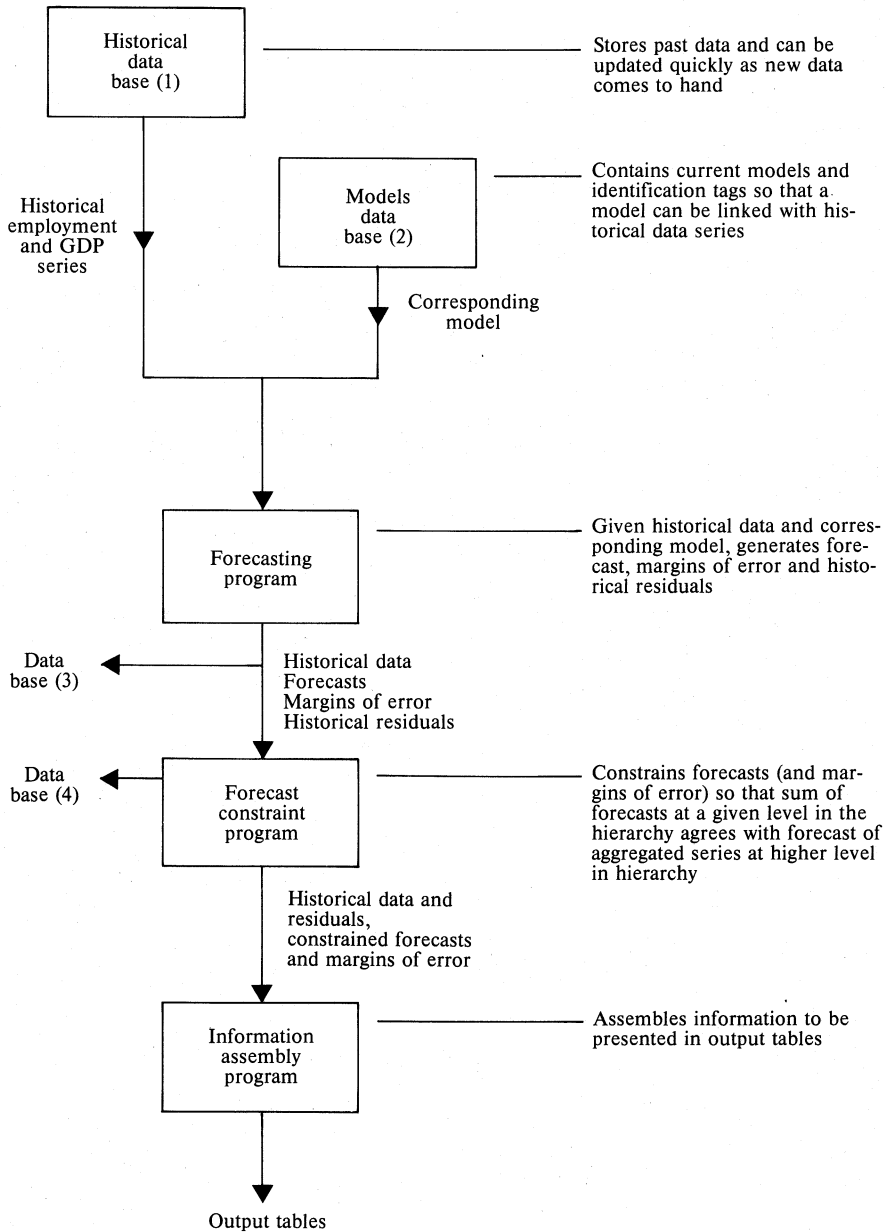 Historical
data
base (1)
Stores past data and can be
updated quickly as new data
comes to hand
Models
data
base (2)
Contains current models and
identification tags so that a
model can be linked with his-
torical data series
Historical
employment
and GDP
series
Corresponding
model
Forecasting
program
Given historical data and corres-
ponding model, generates fore-
cast, margins of error and histo-
rical residuals
Data
base (3)
Historical data
Forecasts
Margins of error
Historical residuals
Data
base (4)
Forecast
constraint
program
Constrains forecasts (and mar-
gins of error) so that sum of
forecasts at a given level in the
hierarchy agrees with forecast of
aggregated series at higher level
in hierarchy
Historical data and
residuals,
constrained forecasts
and margins of error
Information
assembly
program
Assembles information to be
presented in output tables
Output tables